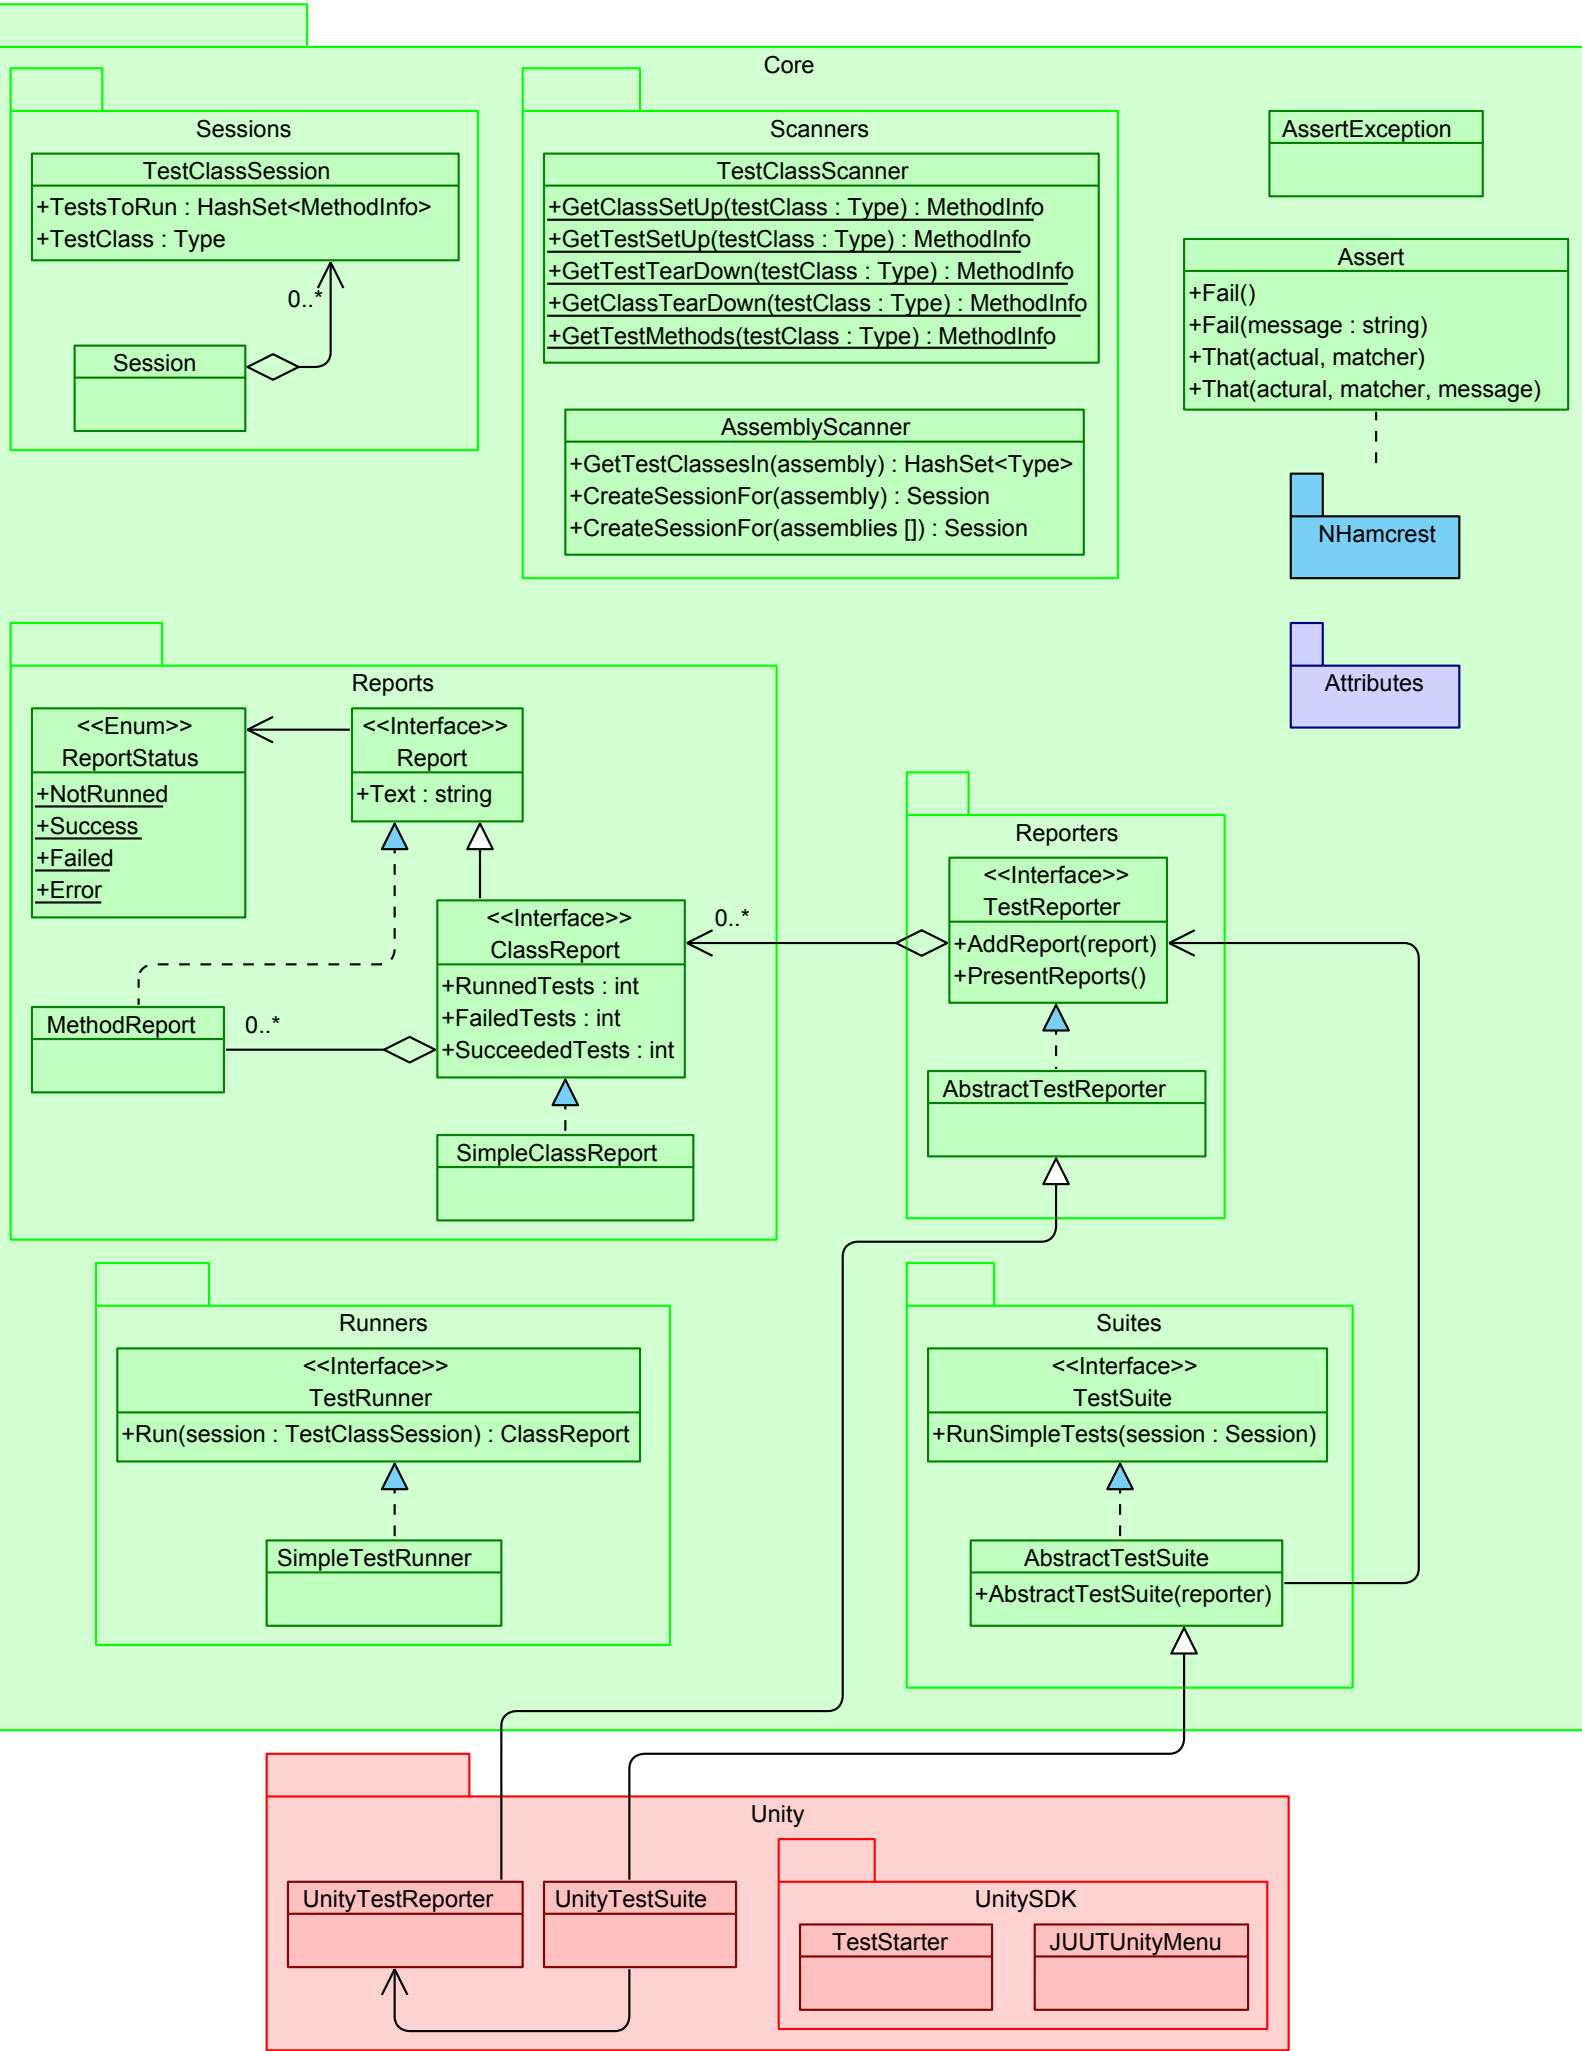 Core
Sessions
TestClassSession
+TestsToRun : HashSet<MethodInfo>
+TestClass : Type
0..*
Session
Scanners
TestClassScanner
+GetClassSetUp(testClass : Type) : MethodInfo
+GetTestSetUp(testClass : Type) : MethodInfo
+GetTestTearDown(testClass : Type) : MethodInfo
+GetClassTearDown(testClass : Type) : MethodInfo
+GetTestMethods(testClass : Type) : MethodInfo
AssemblyScanner
+GetTestClassesIn(assembly) : HashSet<Type>
+CreateSessionFor(assembly) : Session
+CreateSessionFor(assemblies []) : Session
AssertException
Assert
+Fail()
+Fail(message : string)
+That(actual, matcher)
+That(actural, matcher, message)
NHamcrest
Attributes
Reports
<<Enum>>
ReportStatus
+NotRunned
+Success
+Failed
+Error
<<Interface>>
Report
+Text : string
<<Interface>>
ClassReport
+RunnedTests : int
+FailedTests : int
+SucceededTests : int
0..*
MethodReport
0..*
SimpleClassReport
Reporters
<<Interface>>
TestReporter
+AddReport(report)
+PresentReports()
AbstractTestReporter
Runners
<<Interface>>
TestRunner
+Run(session : TestClassSession) : ClassReport
SimpleTestRunner
Suites
<<Interface>>
TestSuite
+RunSimpleTests(session : Session)
AbstractTestSuite
+AbstractTestSuite(reporter)
Unity
UnityTestReporter
UnityTestSuite
UnitySDK
TestStarter
JUUTUnityMenu